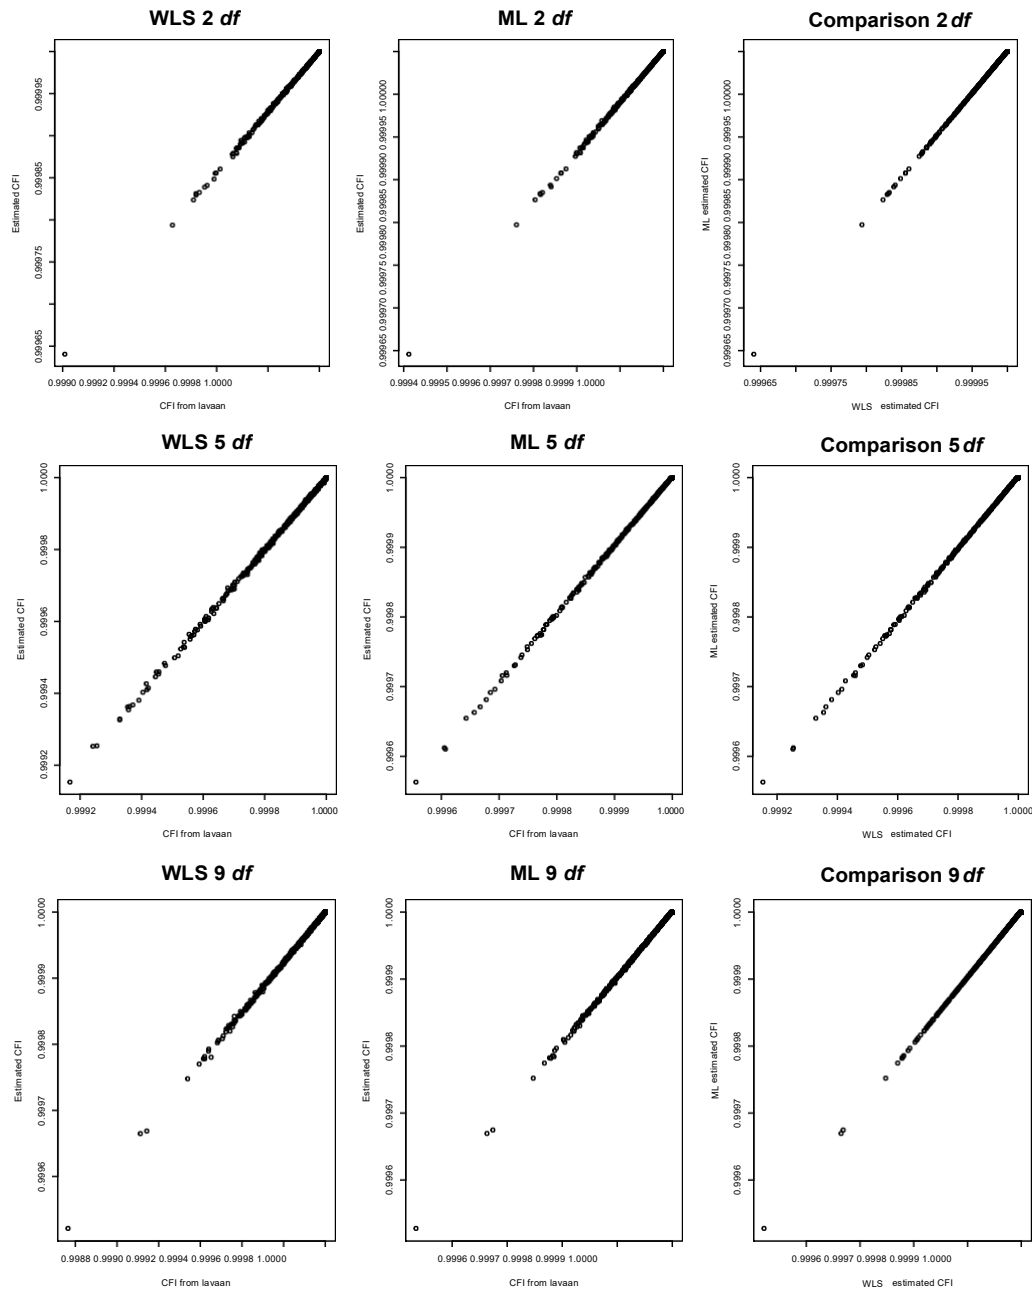 WLS 2 df
ML 2 df
Comparison 2 df
Estimated CFI
0.99965 0.99975 0.99985 0.99995
0.9990 0.9992 0.9994 0.9996 0.9998 1.0000
CFI from lavaan
Estimated CFI
0.99965 0.99970 0.99975 0.99980 0.99985 0.99990 0.99995 1.00000
0.9994 0.9995 0.9996 0.9997 0.9998 0.9999 1.0000
CFI from lavaan
ML estimated CFI
0.99965 0.99970 0.99975 0.99980 0.99985 0.99990 0.99995 1.00000
0.99965 0.99975 0.99985 0.99995
WLS estimated CFI
WLS 5 df
ML 5 df
Comparison 5 df
Estimated CFI
0.9992 0.9994 0.9996 0.9998 1.0000
0.9992 0.9994 0.9996 0.9998 1.0000
CFI from lavaan
Estimated CFI
0.9996 0.9997 0.9998 0.9999 1.0000
0.9996 0.9997 0.9998 0.9999 1.0000
CFI from lavaan
ML estimated CFI
0.9996 0.9997 0.9998 0.9999 1.0000
0.9992 0.9994 0.9996 0.9998 1.0000
WLS estimated CFI
WLS 9 df
ML 9 df
Comparison 9 df
Estimated CFI
0.9996 0.9997 0.9998 0.9999 1.0000
0.9988 0.9990 0.9992 0.9994 0.9996 0.9998 1.0000
CFI from lavaan
Estimated CFI
0.9996 0.9997 0.9998 0.9999 1.0000
0.9996 0.9997 0.9998 0.9999 1.0000
CFI from lavaan
ML estimated CFI
0.9996 0.9997 0.9998 0.9999 1.0000
0.9996 0.9997 0.9998 0.9999 1.0000
WLS estimated CFI